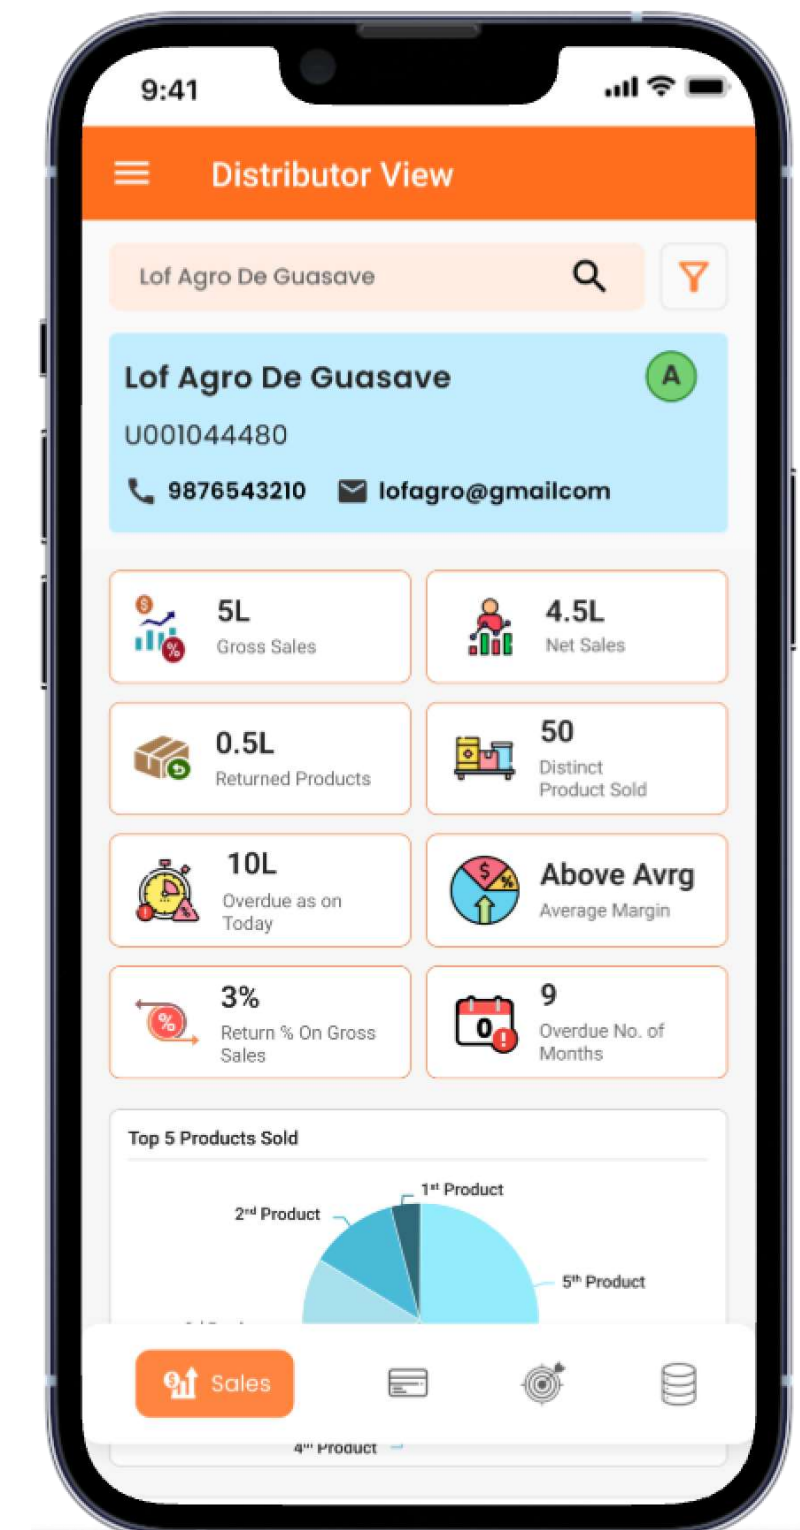 9:41
Distributor View
Lof Agro De Guasave
Lof Agro De Guasave
A
U001044480
9876543210 lofagro@gmailcom
5L
Gross Sales
4.5L
Net Sales
0.5L
Returned Products
50
Distinct
Product Sold
10L
Overdue as on
Today
Above Avrg
Average Margin
3%
Return % On Gross
Sales
0
9
Overdue No. of
Months
Top 5 Products Sold
1st Product
2nd Product
5th Product
Sales
4th Product